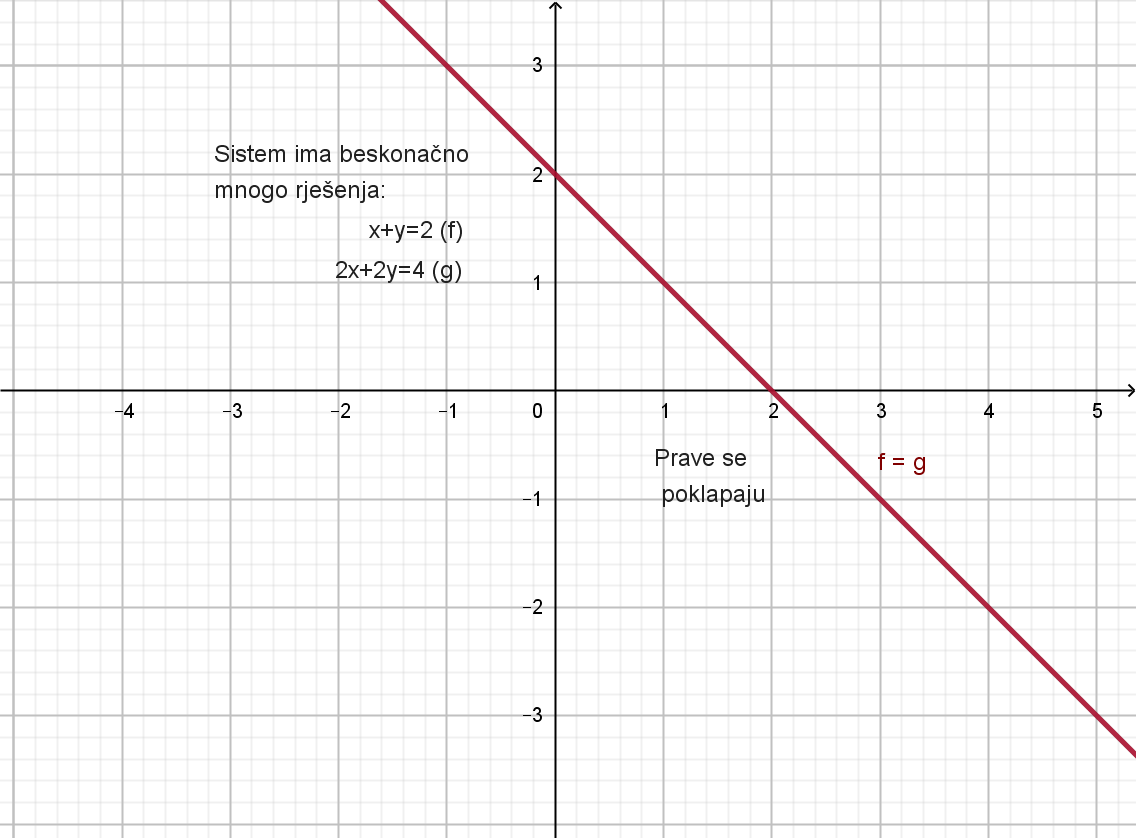 3
Sistem ima beskonačno
2
mnogo rješenja:
x+y=2 (f)
2x+2y=4 (g)
1
–4 –3 –2 –1 0 1 2 3 4 5
Prave se
f = g
poklapaju
–1
–2
–3